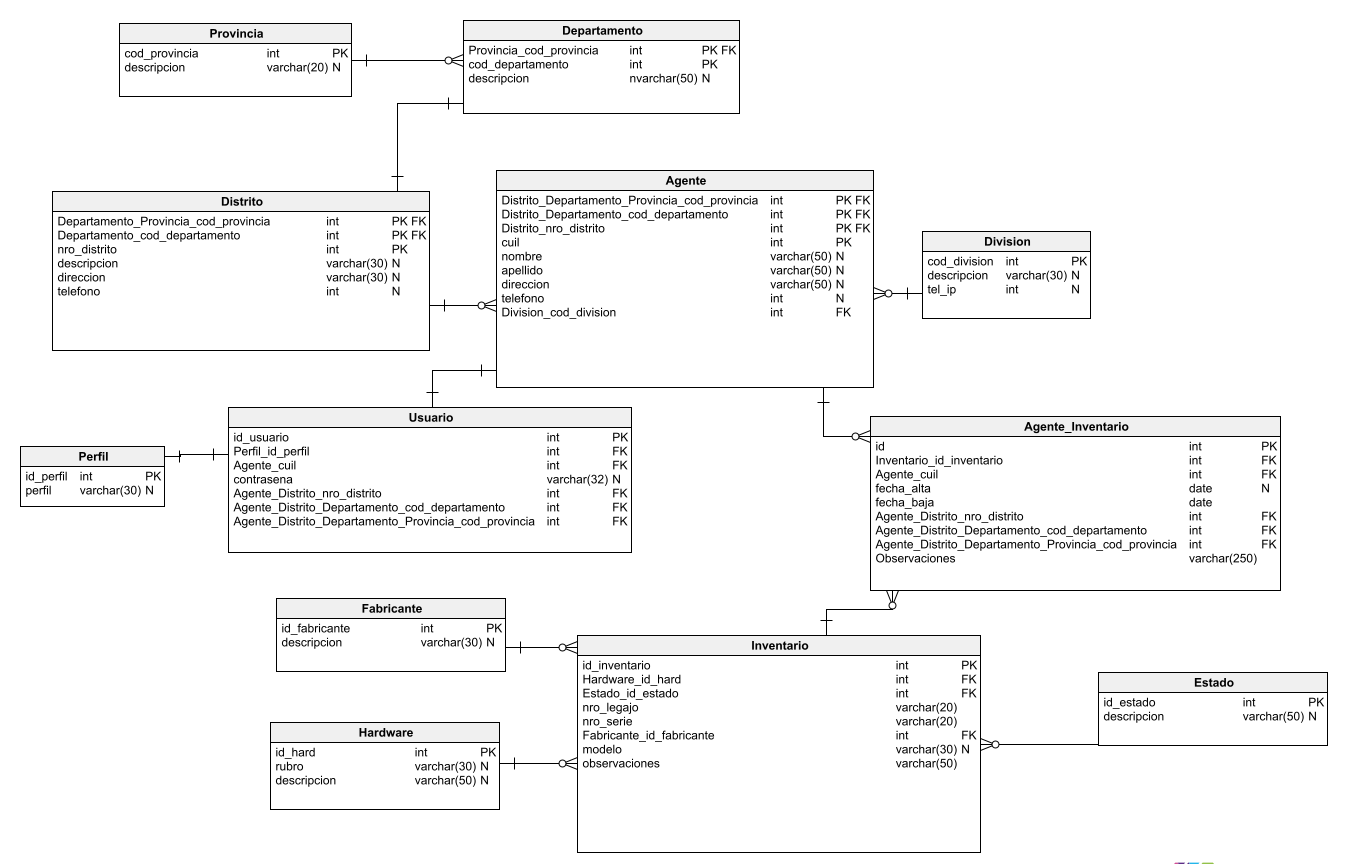 Provincia
cod_provincia int PK
descripcion varchar(20) N
Departamento
Provincia_cod_provincia int PK FK
cod_departamento int PK
descripcion nvarchar(50) N
Distrito
Departamento_Provincia_cod_provincia int PK FK
Departamento_cod_departamento int PK FK
nro_distrito int PK
descripcion varchar(30) N
direccion varchar(30) N
telefono int N
Agente
Distrito_Departamento_Provincia_cod_provincia int PK FK
Distrito_Departamento_cod_departamento int PK FK
Distrito_nro_distrito int PK FK
cuil int PK
nombre varchar(50) N
apellido varchar(50) N
direccion varchar(50) N
telefono int N
Division_cod_division int FK
Division
cod_division int PK
descripcion varchar(30) N
tel_ip int N
Usuario
id_usuario int PK
Perfil_id_perfil int FK
Agente_cuil int FK
contrasena varchar(32) N
Agente_Distrito_nro_distrito int FK
Agente_Distrito_Departamento_cod_departamento int FK
Agente_Distrito_Departamento_Provincia_cod_provincia int FK
Perfil
id_perfil int PK
perfil varchar(30) N
Agente_Inventario
id int PK
Inventario_id_inventario int FK
Agente_cuil int FK
fecha_alta date N
fecha_baja date
Agente_Distrito_nro_distrito int FK
Agente_Distrito_Departamento_cod_departamento int FK
Agente_Distrito_Departamento_Provincia_cod_provincia int FK
Observaciones varchar(250)
Fabricante
id_fabricante int PK
descripcion varchar(30) N
Inventario
id_inventario int PK
Hardware_id_hard int FK
Estado_id_estado int FK
nro_legajo varchar(20)
nro_serie varchar(20)
Fabricante_id_fabricante int FK
modelo varchar(30) N
observaciones varchar(50)
Estado
id_estado int PK
descripcion varchar(50) N
Hardware
id_hard int PK
rubro varchar(30) N
descripcion varchar(50) N